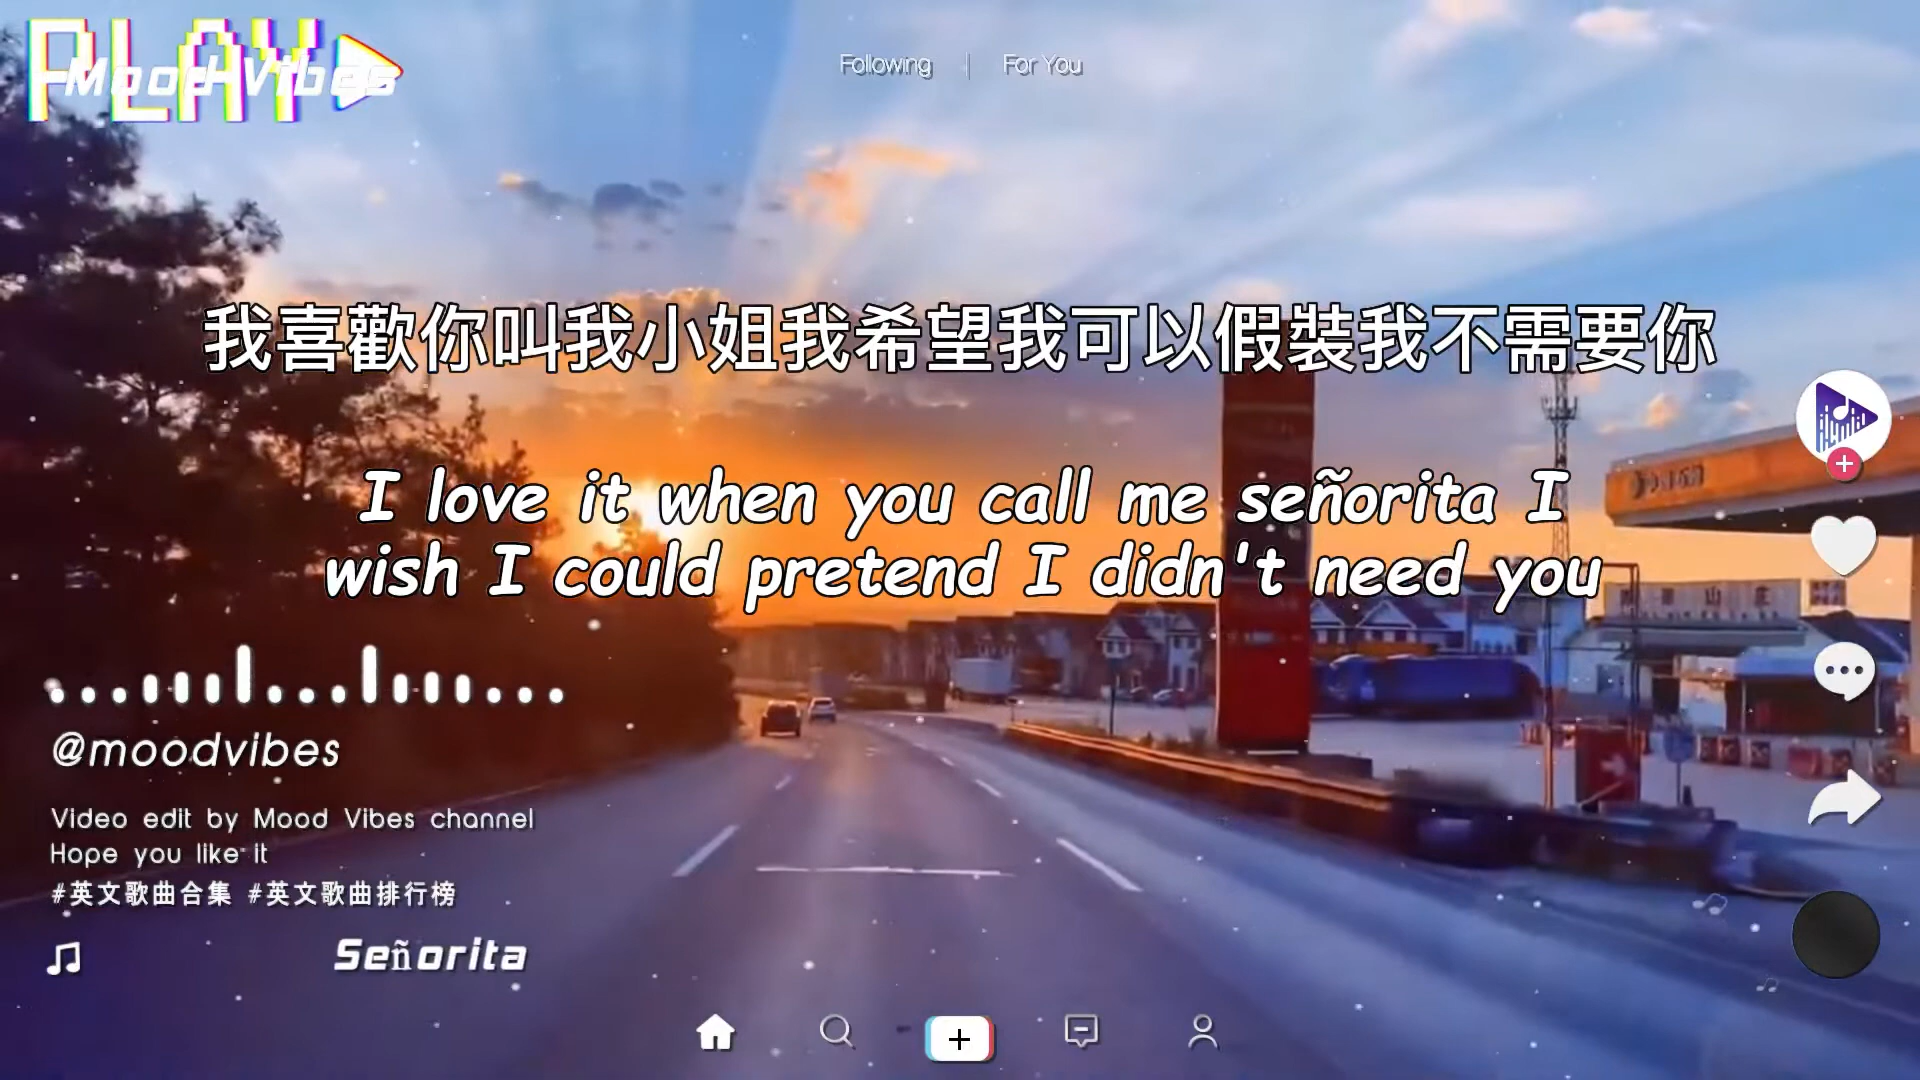 PLAY
Mood Vibes
Following | For You
我喜歡你叫我小姐我希望我可以假裝我不需要你
I love it when you call me señorita I
wish I could pretend I didn't need you
@moodvibes
Video edit by Mood Vibes channel
Hope you like it
#英文歌曲合集 #英文歌曲排行榜
Señorita